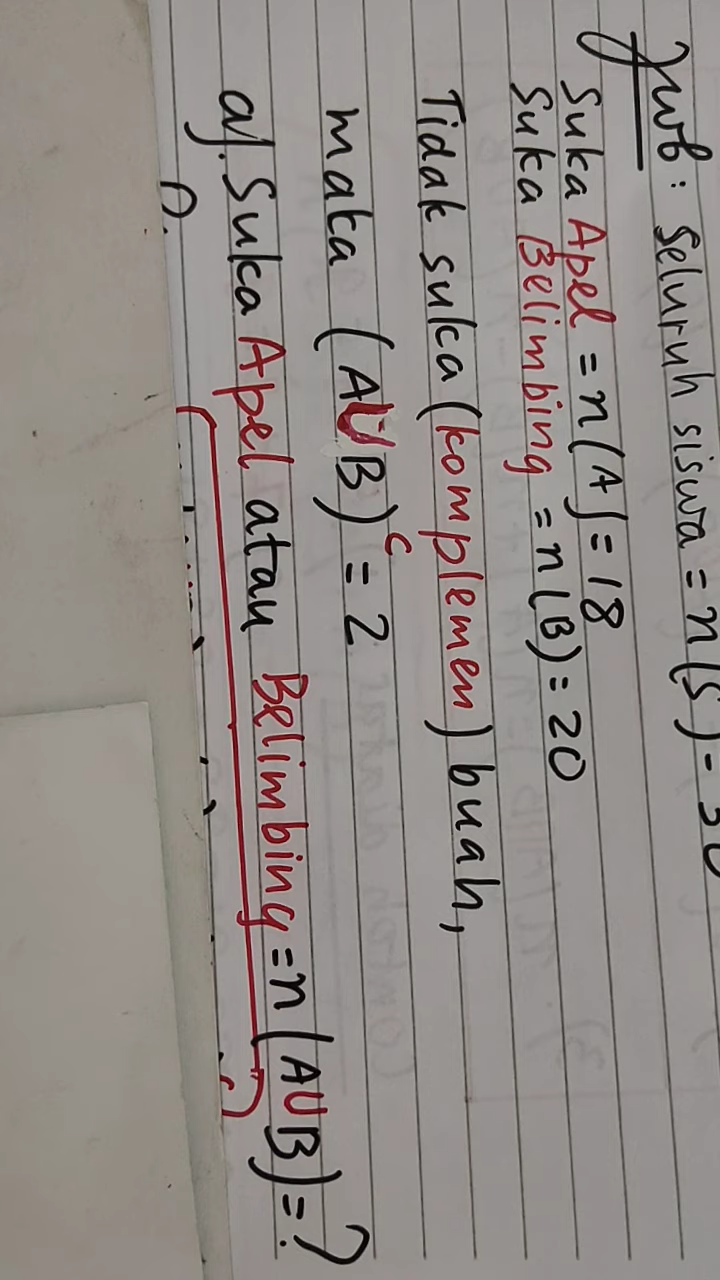 Jwb: Seluruh siswa = n(S) = 30
Suka Apel = n(A) = 18
Suka Belimbing = n(B) = 20
Tidak suka (komplemen) buah,
maka (A∪B)ᶜ = 2
a). Suka Apel atau Belimbing = n(A∪B) = ?